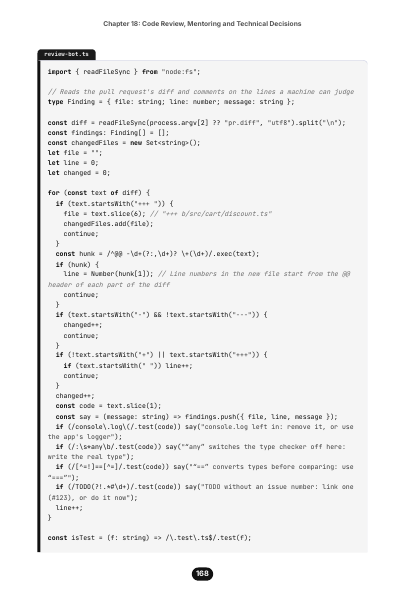 Chapter 18: Code Review, Mentoring and Technical Decisions
review-bot.ts
import { readFileSync } from "node:fs";
// Reads the pull request's diff and comments on the lines a machine can judge
type Finding = { file: string; line: number; message: string };
const diff = readFileSync(process.argv[2] ?? "pr.diff", "utf8").split("\n");
const findings: Finding[] = [];
const changedFiles = new Set<string>();
let file = "";
let line = 0;
let changed = 0;
for (const text of diff) {
  if (text.startsWith("+++ ")) {
    file = text.slice(6); // "+++ b/src/cart/discount.ts"
    changedFiles.add(file);
    continue;
  }
  const hunk = /^@@ -\d+(?:,\d+)? \+(\d+)/.exec(text);
  if (hunk) {
    line = Number(hunk[1]); // Line numbers in the new file start from the @@
header of each part of the diff
    continue;
  }
  if (text.startsWith("-") && !text.startsWith("---")) {
    changed++;
    continue;
  }
  if (!text.startsWith("+") || text.startsWith("+++")) {
    if (text.startsWith(" ")) line++;
    continue;
  }
  changed++;
  const code = text.slice(1);
  const say = (message: string) => findings.push({ file, line, message });
  if (/console\.log\(/.test(code)) say("console.log left in: remove it, or use
the app's logger");
  if (/:\s*any\b/.test(code)) say("“any” switches the type checker off here:
write the real type");
  if (/[^=!]==[^=]/.test(code)) say("“==” converts types before comparing: use
“===”");
  if (/TODO(?!.*#\d+)/.test(code)) say("TODO without an issue number: link one
(#123), or do it now");
  line++;
}
const isTest = (f: string) => /\.test\.ts$/.test(f);
168